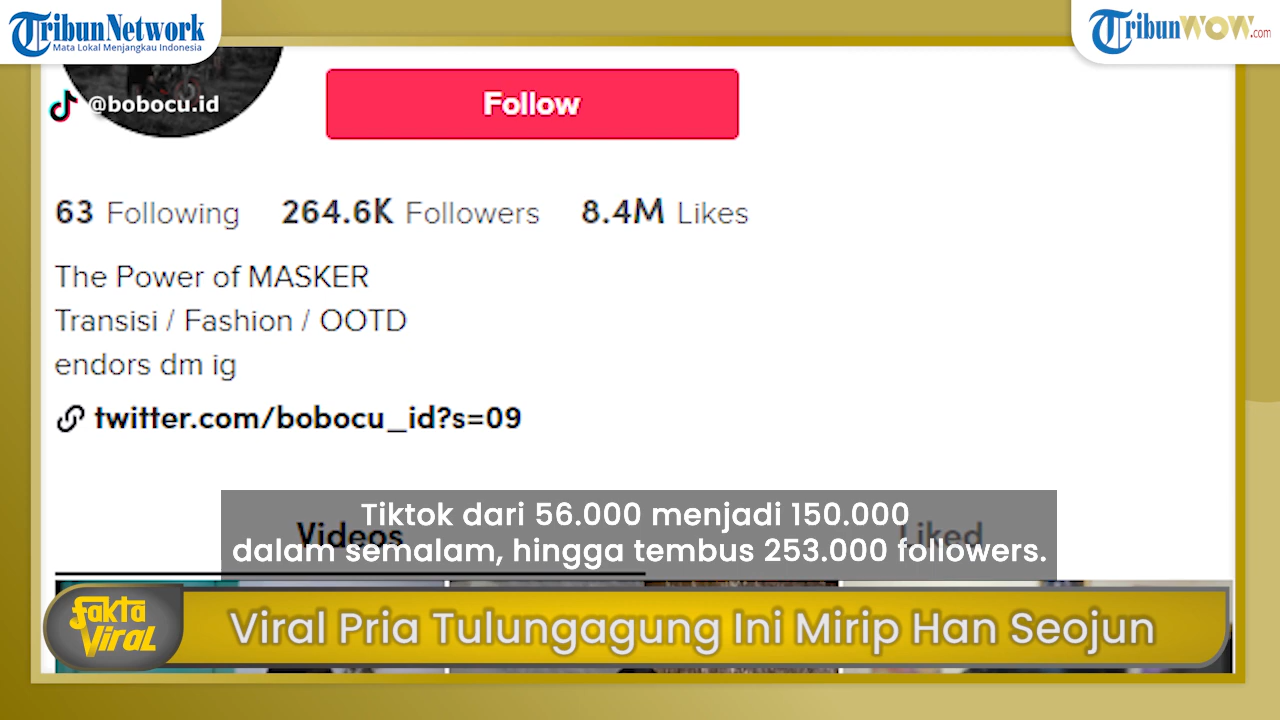 TribunNetwork
Mata Lokal Menjangkau Indonesia
TribunWOW.com
@bobocu.id
Follow
63 Following 264.6K Followers 8.4M Likes
The Power of MASKER
Transisi / Fashion / OOTD
endors dm ig
twitter.com/bobocu_id?s=09
Videos Liked
Tiktok dari 56.000 menjadi 150.000
dalam semalam, hingga tembus 253.000 followers.
Fakta
Viral
Viral Pria Tulungagung Ini Mirip Han Seojun